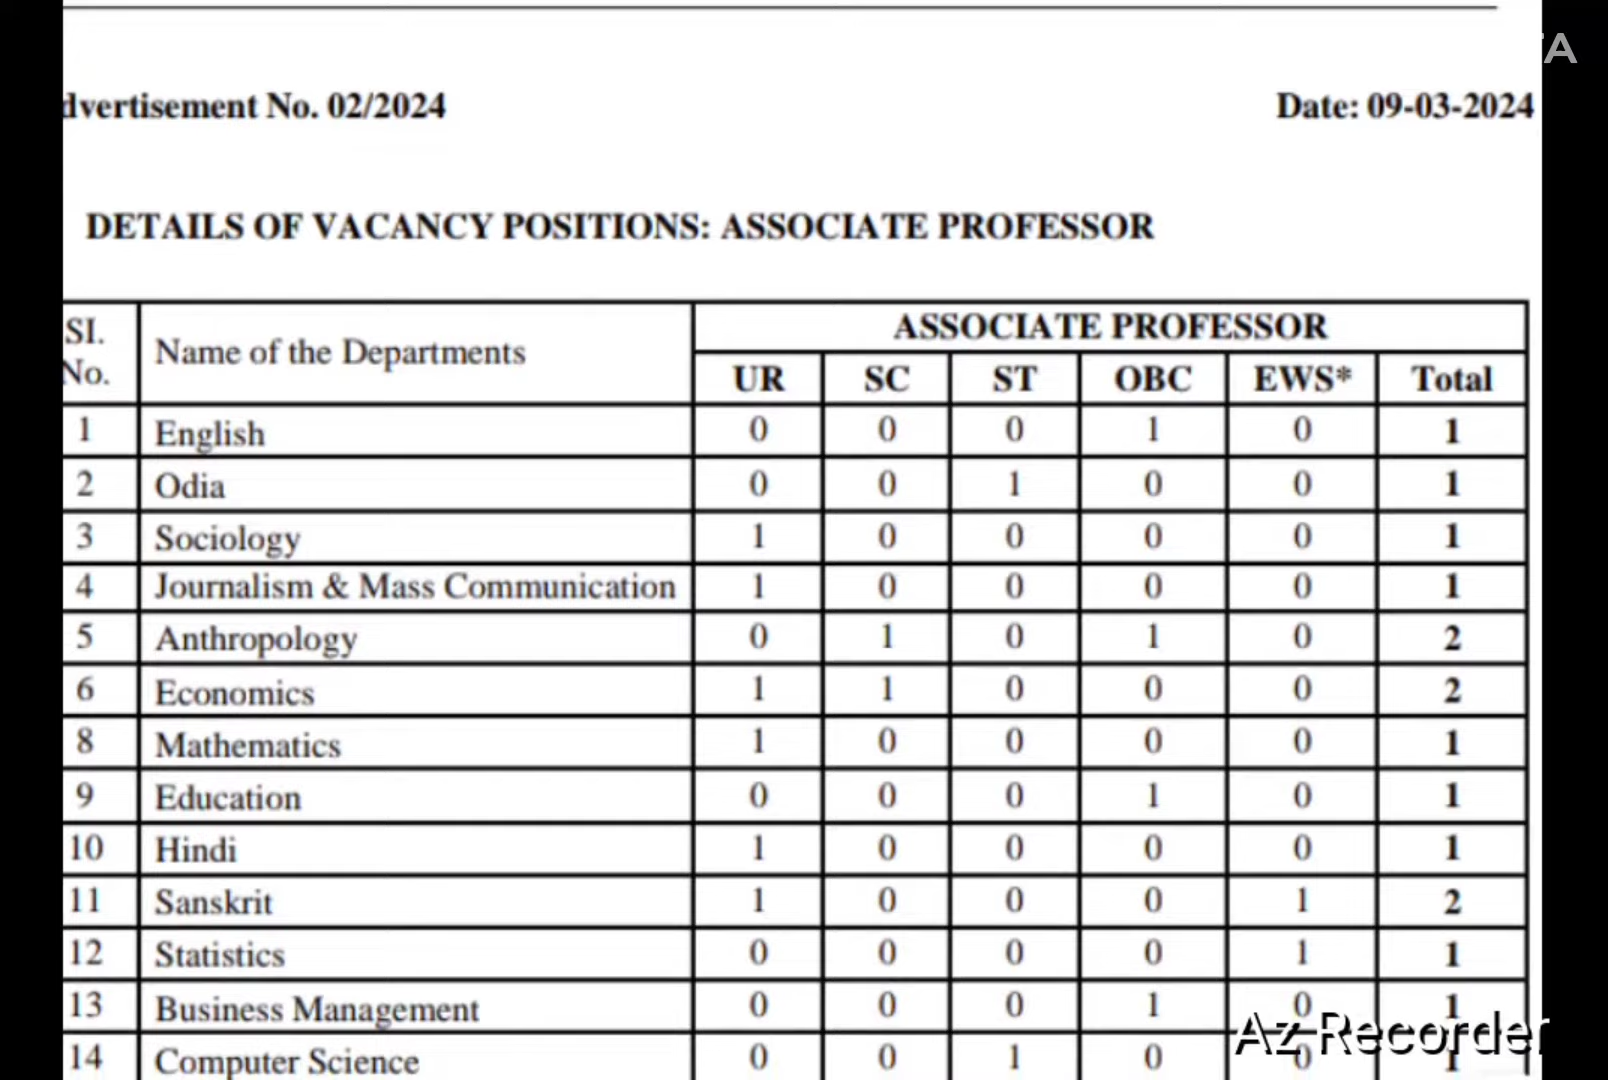 dvertisement No. 02/2024 Date: 09-03-2024
DETAILS OF VACANCY POSITIONS: ASSOCIATE PROFESSOR
SI. No. Name of the Departments ASSOCIATE PROFESSOR
UR SC ST OBC EWS* Total
1 English 0 0 0 1 0 1
2 Odia 0 0 1 0 0 1
3 Sociology 1 0 0 0 0 1
4 Journalism & Mass Communication 1 0 0 0 0 1
5 Anthropology 0 1 0 1 0 2
6 Economics 1 1 0 0 0 2
8 Mathematics 1 0 0 0 0 1
9 Education 0 0 0 1 0 1
10 Hindi 1 0 0 0 0 1
11 Sanskrit 1 0 0 0 1 2
12 Statistics 0 0 0 0 1 1
13 Business Management 0 0 0 1 0 1
14 Computer Science 0 0 1 0 0 1
Az Recorder